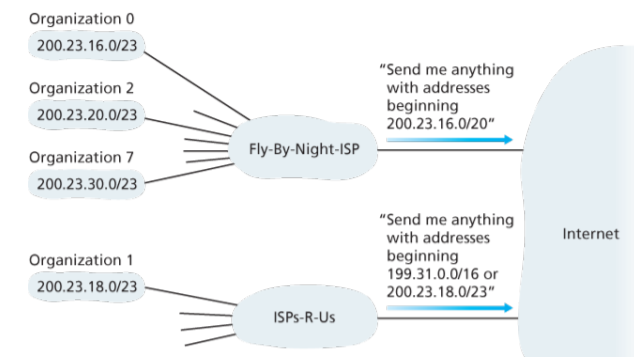 Organization 0
200.23.16.0/23
Organization 2
200.23.20.0/23
Organization 7
200.23.30.0/23
Fly-By-Night-ISP
“Send me anything
with addresses
beginning
200.23.16.0/20”
Organization 1
200.23.18.0/23
ISPs-R-Us
“Send me anything
with addresses
beginning
199.31.0.0/16 or
200.23.18.0/23”
Internet